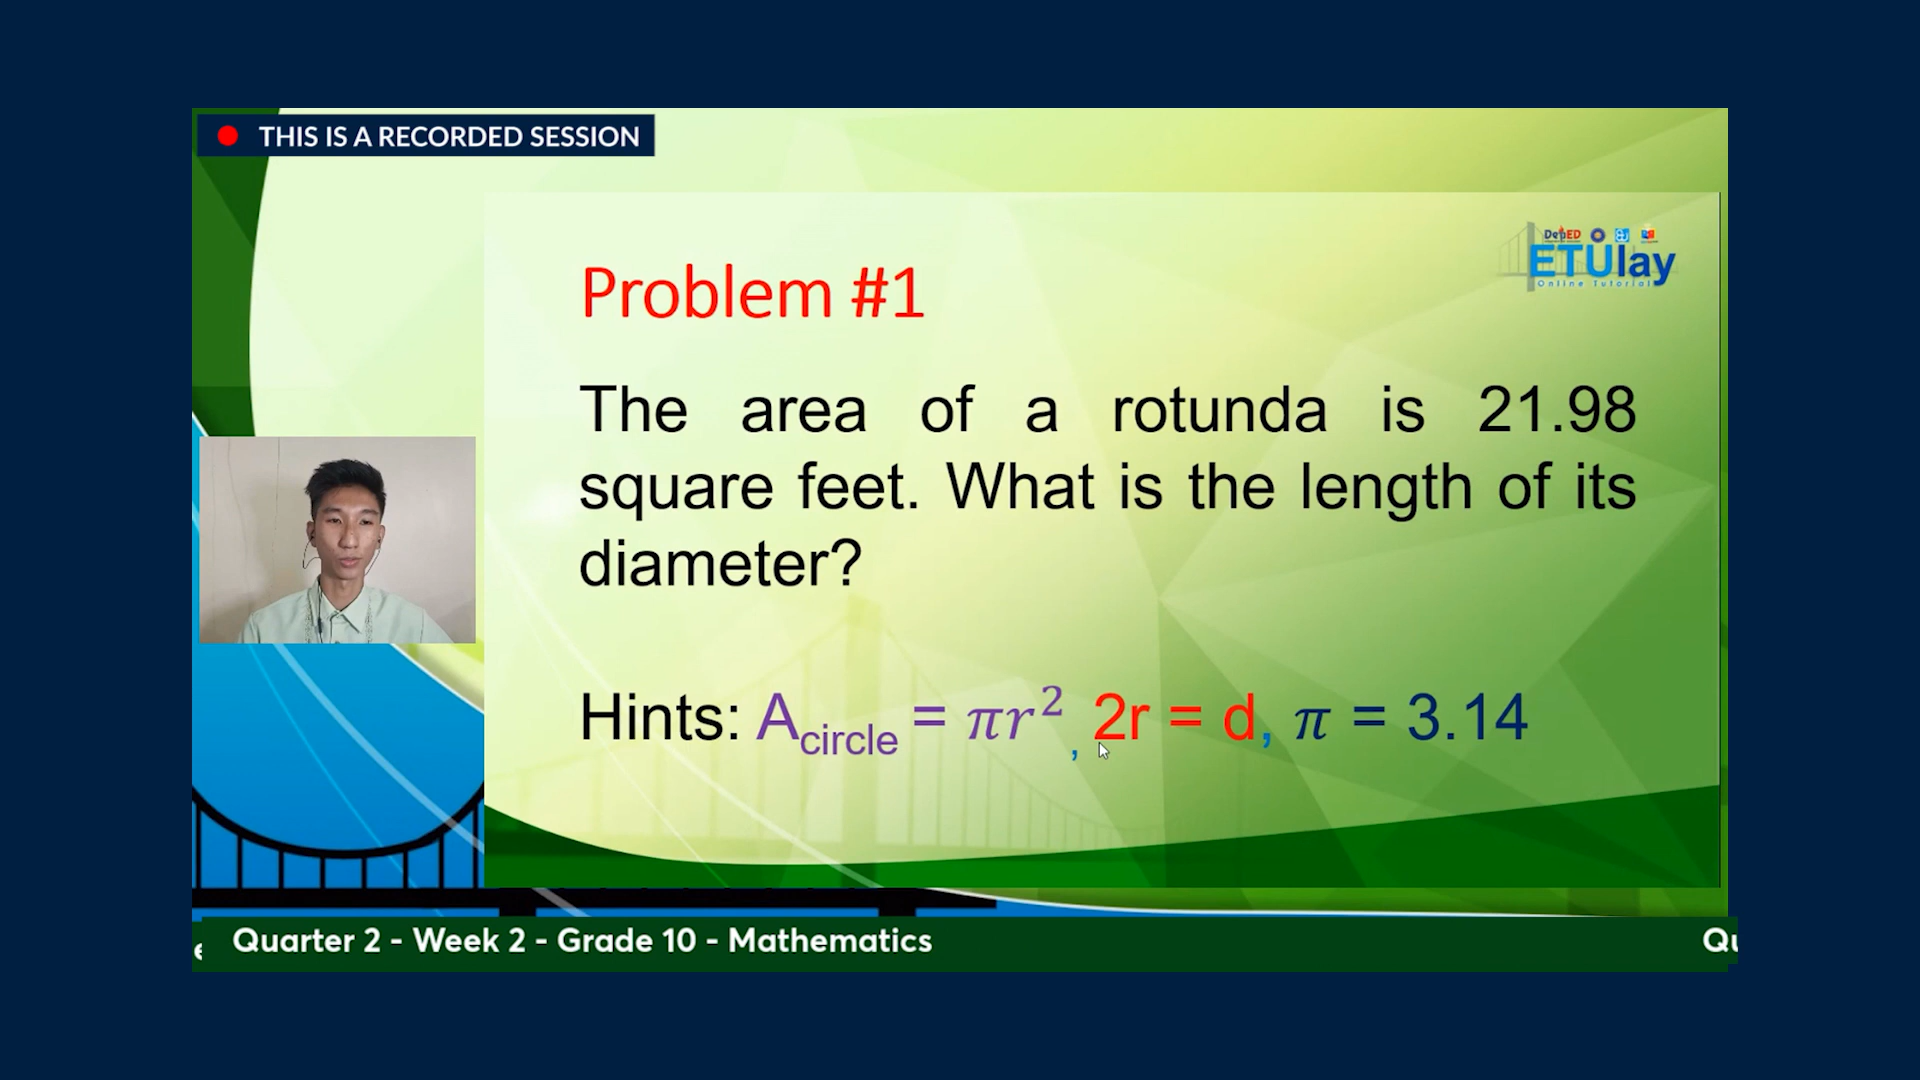 THIS IS A RECORDED SESSION
DepED
ETUlay
Online Tutorial
Problem #1
The area of a rotunda is 21.98
square feet. What is the length of its
diameter?
Hints: A_circle = 𝜋𝑟², 2r = d, 𝜋 = 3.14
Quarter 2 - Week 2 - Grade 10 - Mathematics